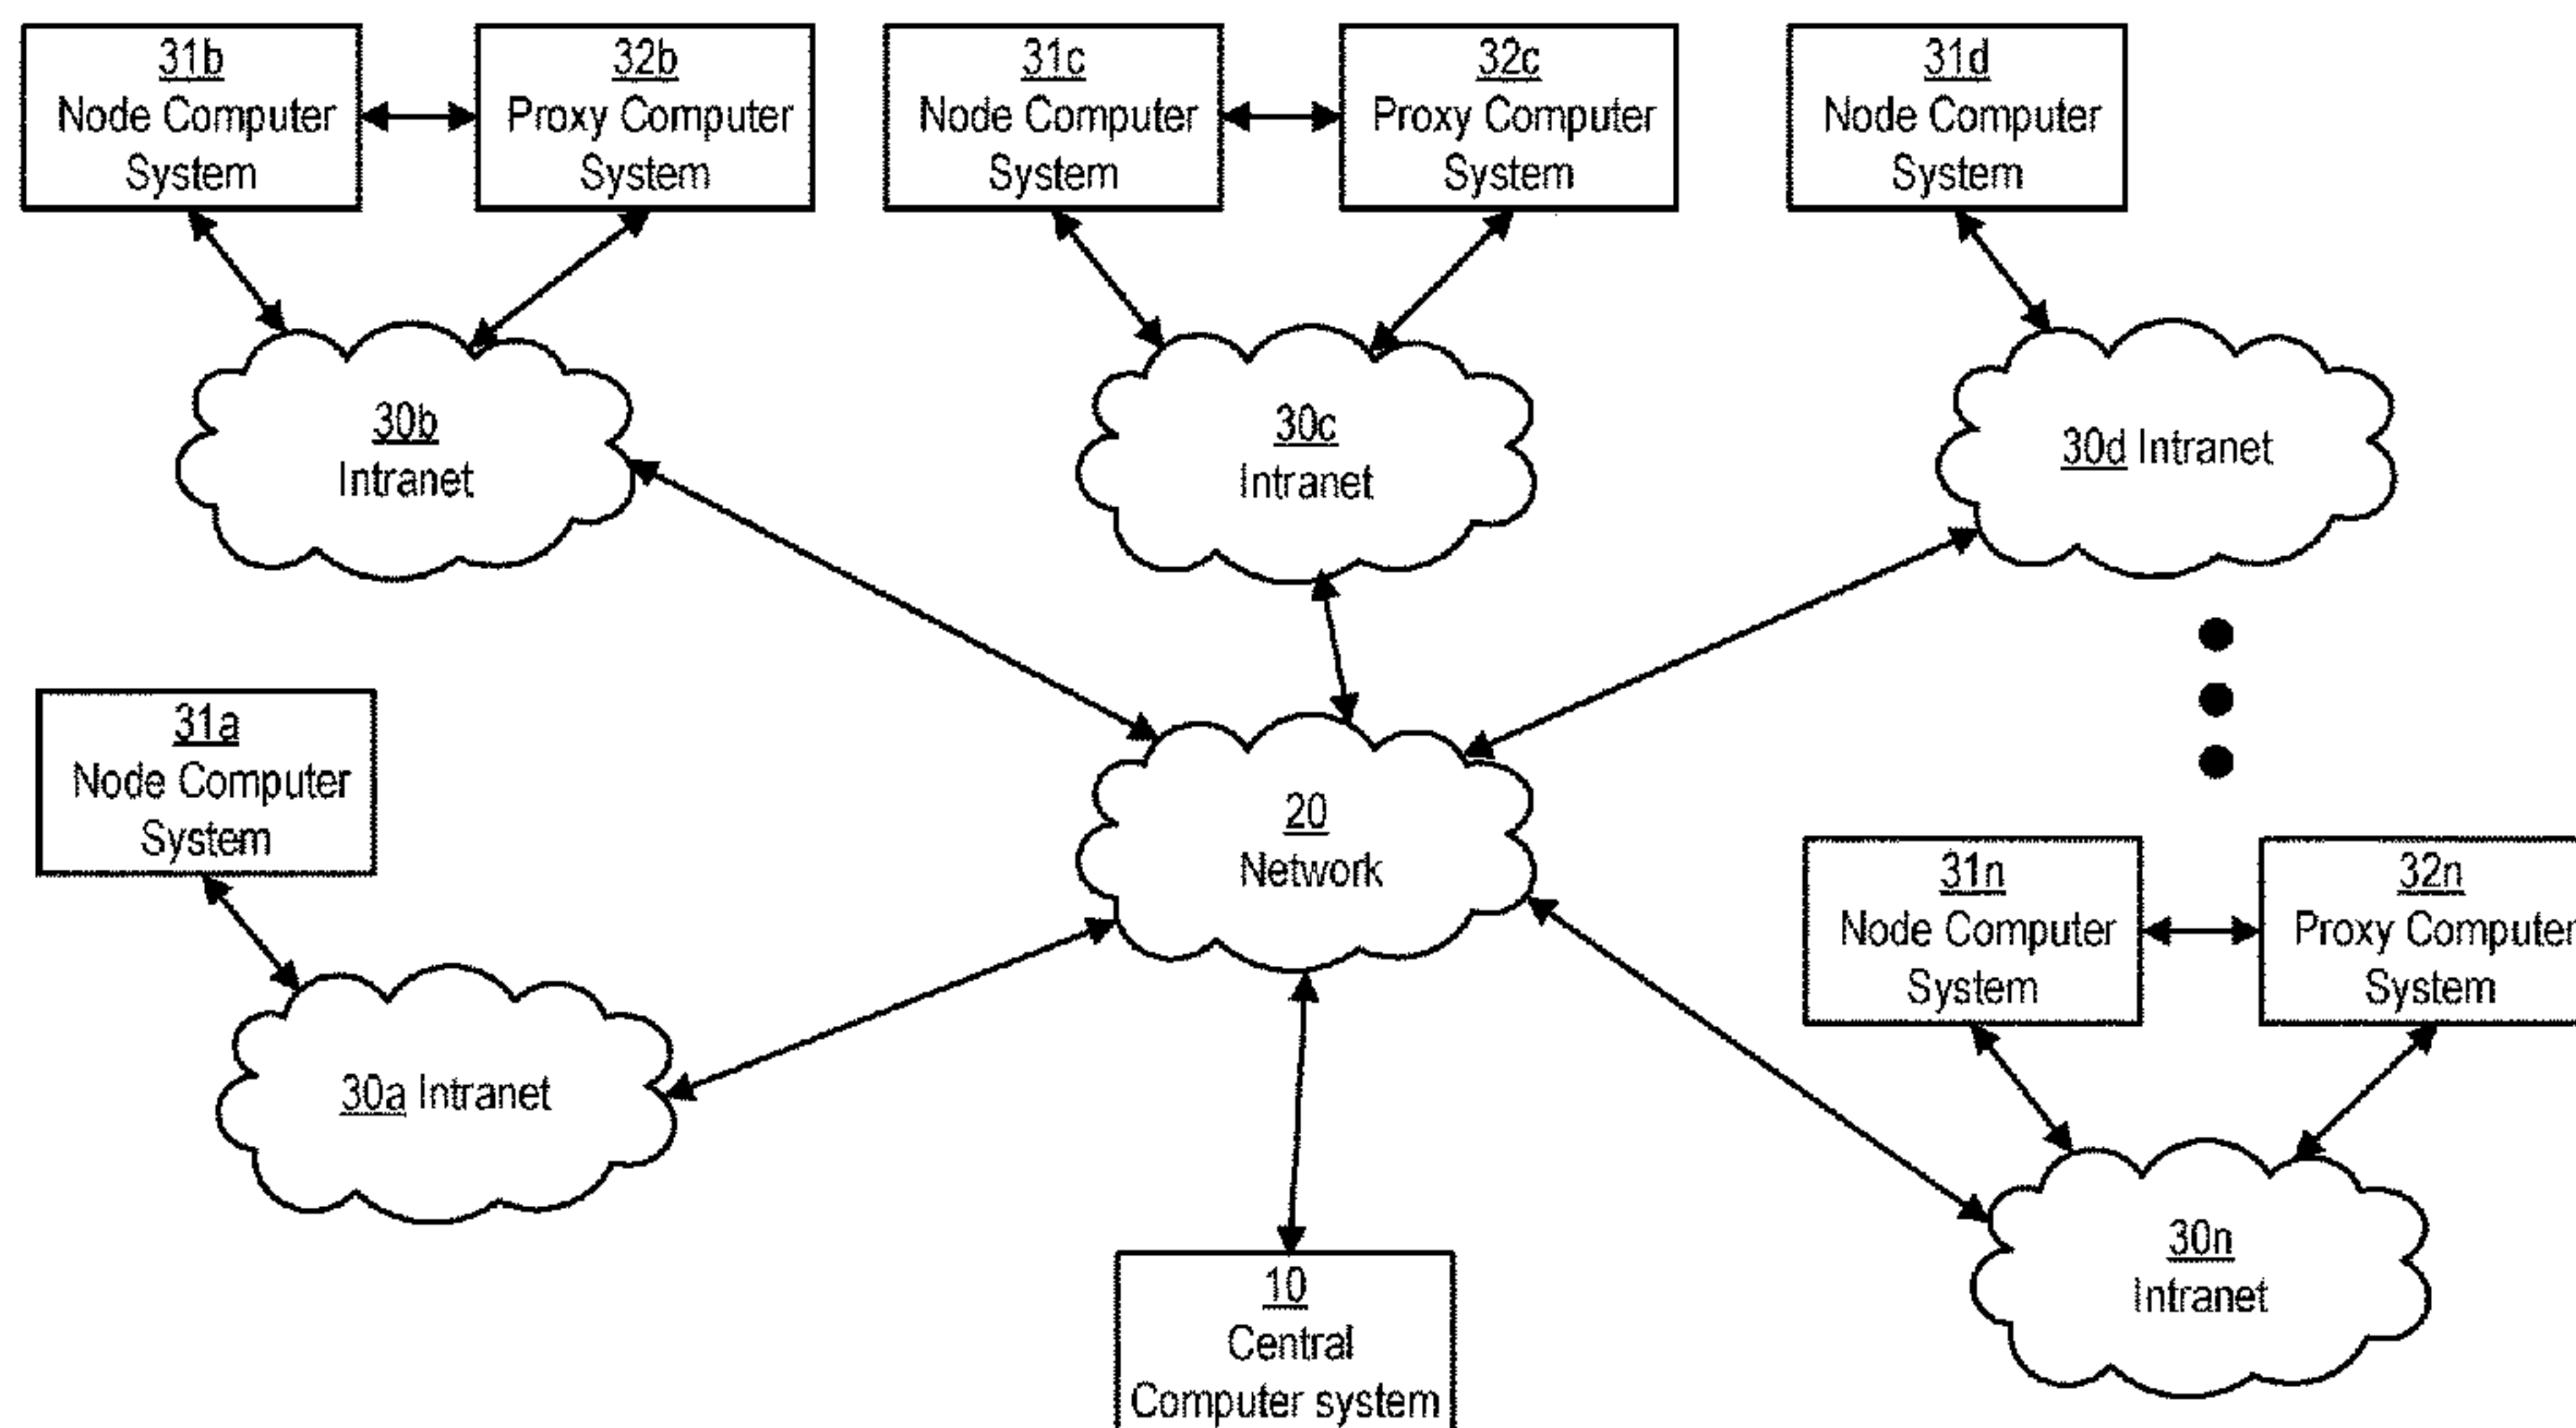 31b
Node Computer
System
32b
Proxy Computer
System
31c
Node Computer
System
32c
Proxy Computer
System
31d
Node Computer
System
30b
Intranet
30c
Intranet
30d Intranet
31a
Node Computer
System
20
Network
31n
Node Computer
System
32n
Proxy Computer
System
30a Intranet
30n
Intranet
10
Central
Computer system